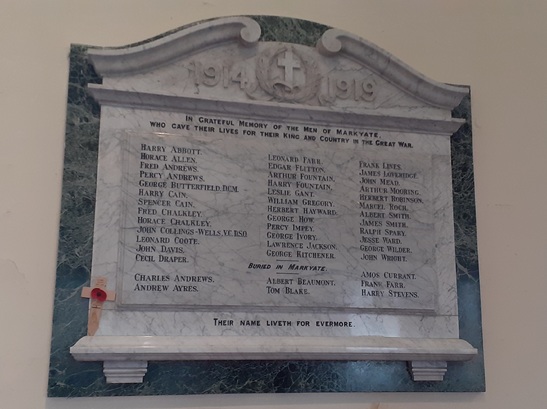 1914 1919
In Grateful Memory of the Men of Markyate,
who gave their lives for their King and Country in the Great War.
Harry Abbott.
Horace Allen.
Fred Andrews.
Percy Andrews.
George Butterfield. D.C.M.
Harry Cain.
Spencer Cain.
Fred Chalkley.
Horace Chalkley.
John Collings-Wells, V.C. D.S.O.
Leonard Coote.
John Davis.
Cecil Draper.
Leonard Farr.
Edgar Flitton.
Arthur Fountain.
Harry Fountain.
Leslie Gant.
William Gregory.
Herbert Hayward.
George How.
Percy Impey.
George Ivory.
Lawrence Jackson.
George Kitchener.
Frank Lines.
James Loveridge.
John Mead.
Arthur Mooring.
Herbert Robinson.
Marcel Rock.
Albert Smith.
James Smith.
Ralph Spary.
Jesse Ward.
George Wilder.
John Wright.
Buried in Markyate.
Charles Andrews.
Andrew Ayres.
Albert Beaumont.
Tom Blake.
Amos Currant.
Frank Farr.
Harry Stevens.
Their name liveth for evermore.